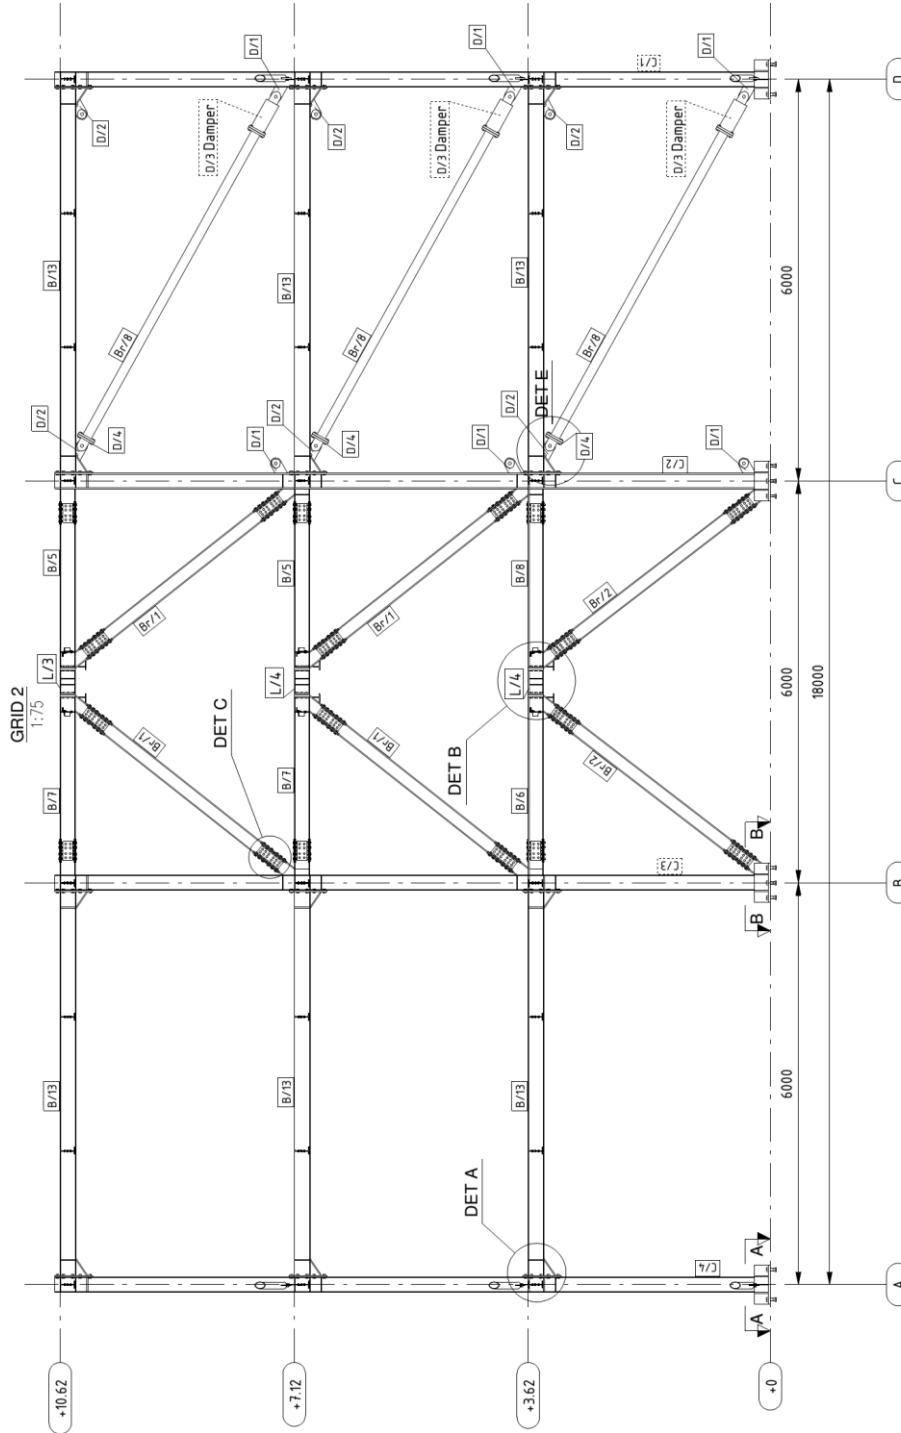 GRID 2
1:75
+10.62
B/13
B/7
L/3
B/5
D/2
B/13
D/2
Br/1
Br/1
D/4
Br/8
DET C
D/1
D/3 Damper
D/1
+7.12
B/13
B/7
L/4
B/5
D/2
B/13
D/2
Br/1
Br/1
D/4
Br/8
DET A
DET B
D/1
D/3 Damper
D/1
+3.62
B/13
B/6
L/4
B/8
D/2
DET E
B/13
D/2
Br/2
Br/2
D/4
Br/8
C/4
C/3
C/2
C/1
D/1
D/3 Damper
D/1
A
A
B
B
+0
6000
6000
6000
18000
A
B
C
D